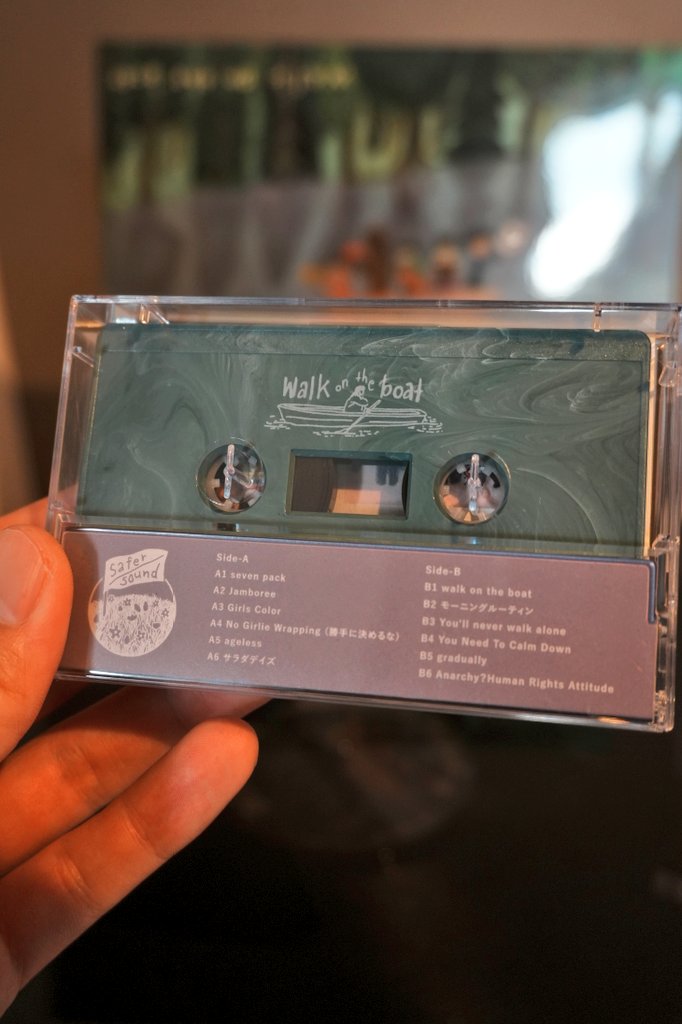 Walk on the boat
Safer
sound
Side-A
A1 seven pack
A2 Jamboree
A3 Girls Color
A4 No Girlie Wrapping (勝手に決めるな)
A5 ageless
A6 サラダデイズ
Side-B
B1 walk on the boat
B2 モーニングルーティン
B3 You'll never walk alone
B4 You Need To Calm Down
B5 gradually
B6 Anarchy?Human Rights Attitude